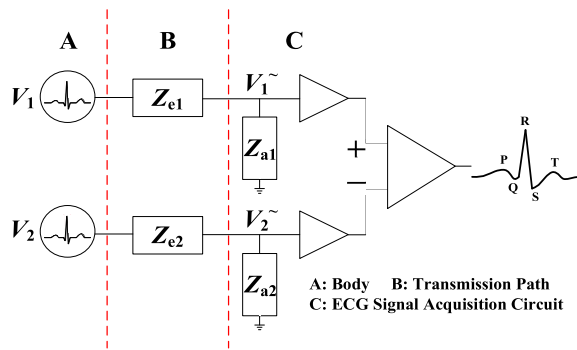 A B C
V1 Ze1 V1~
Za1
+
−
V2 Ze2 V2~
Za2
R
P T
Q S
A: Body B: Transmission Path
C: ECG Signal Acquisition Circuit